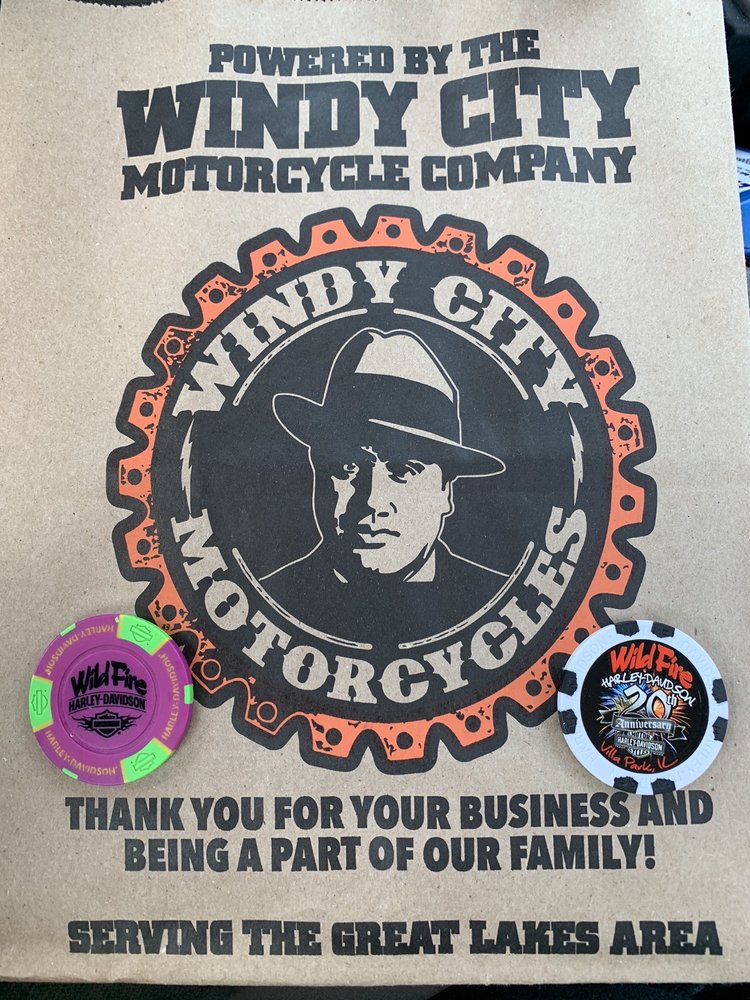 POWERED BY THE
WINDY CITY
MOTORCYCLE COMPANY
WINDY CITY
MOTORCYCLES
HARLEY-DAVIDSON
Wild Fire
HARLEY-DAVIDSON
HARLEY-DAVIDSON
HARLEY-DAVIDSON
Wild Fire
HARLEY-DAVIDSON
20th
Anniversary
HARLEY-DAVIDSON
Villa Park, IL
THANK YOU FOR YOUR BUSINESS AND
BEING A PART OF OUR FAMILY!
SERVING THE GREAT LAKES AREA